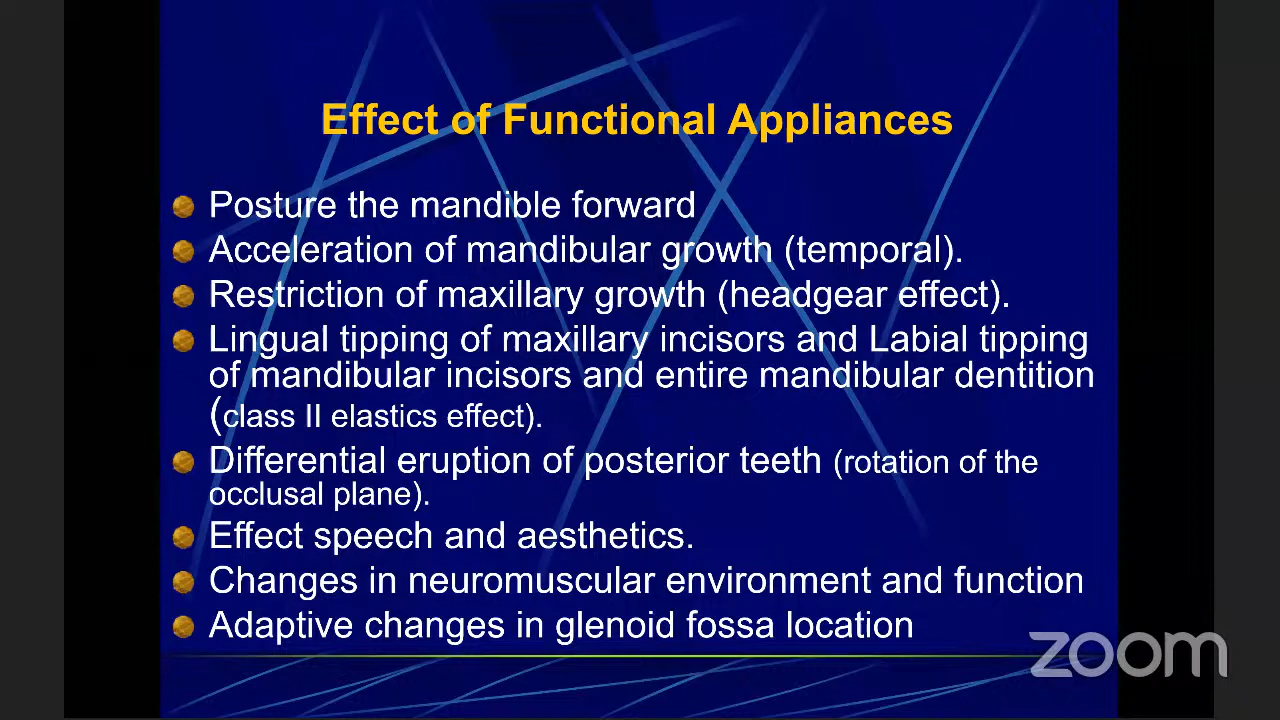 Effect of Functional Appliances
Posture the mandible forward
Acceleration of mandibular growth (temporal).
Restriction of maxillary growth (headgear effect).
Lingual tipping of maxillary incisors and Labial tipping
of mandibular incisors and entire mandibular dentition
(class II elastics effect).
Differential eruption of posterior teeth (rotation of the
occlusal plane).
Effect speech and aesthetics.
Changes in neuromuscular environment and function
Adaptive changes in glenoid fossa location
zoom